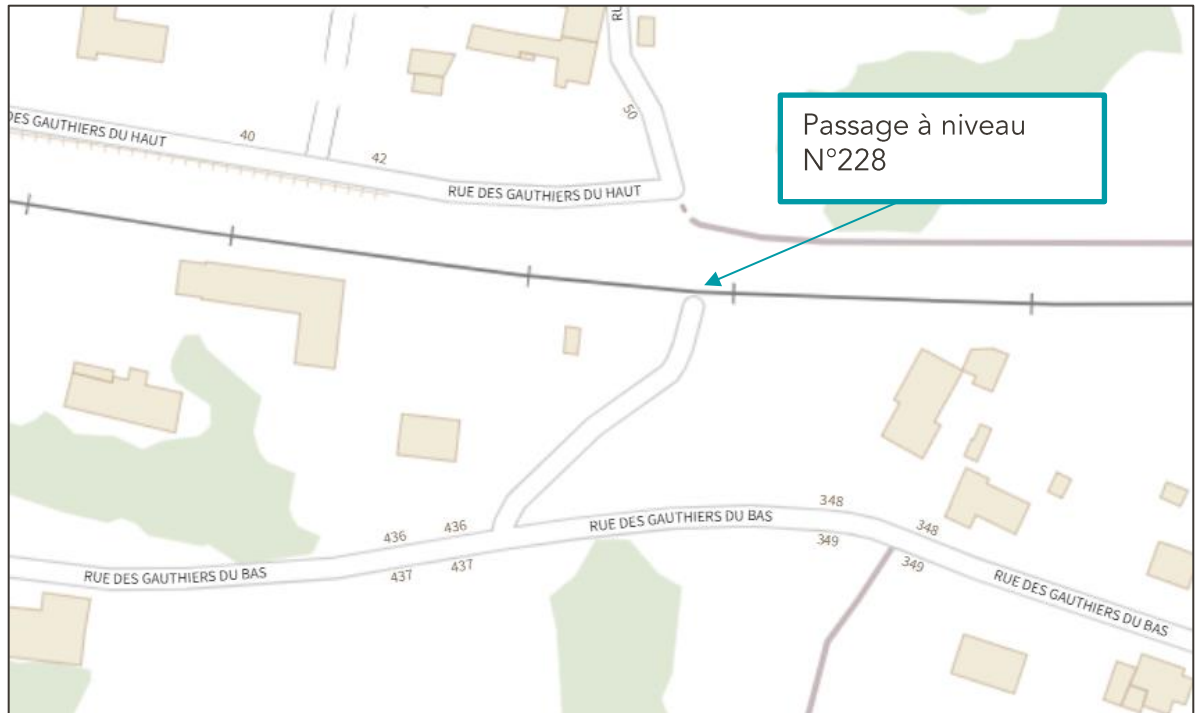 RU
50
DES GAUTHIERS DU HAUT
40
42
RUE DES GAUTHIERS DU HAUT
Passage à niveau
N°228
436
436
437
437
RUE DES GAUTHIERS DU BAS
RUE DES GAUTHIERS DU BAS
348
349
348
349
RUE DES GAUTHIERS DU BAS